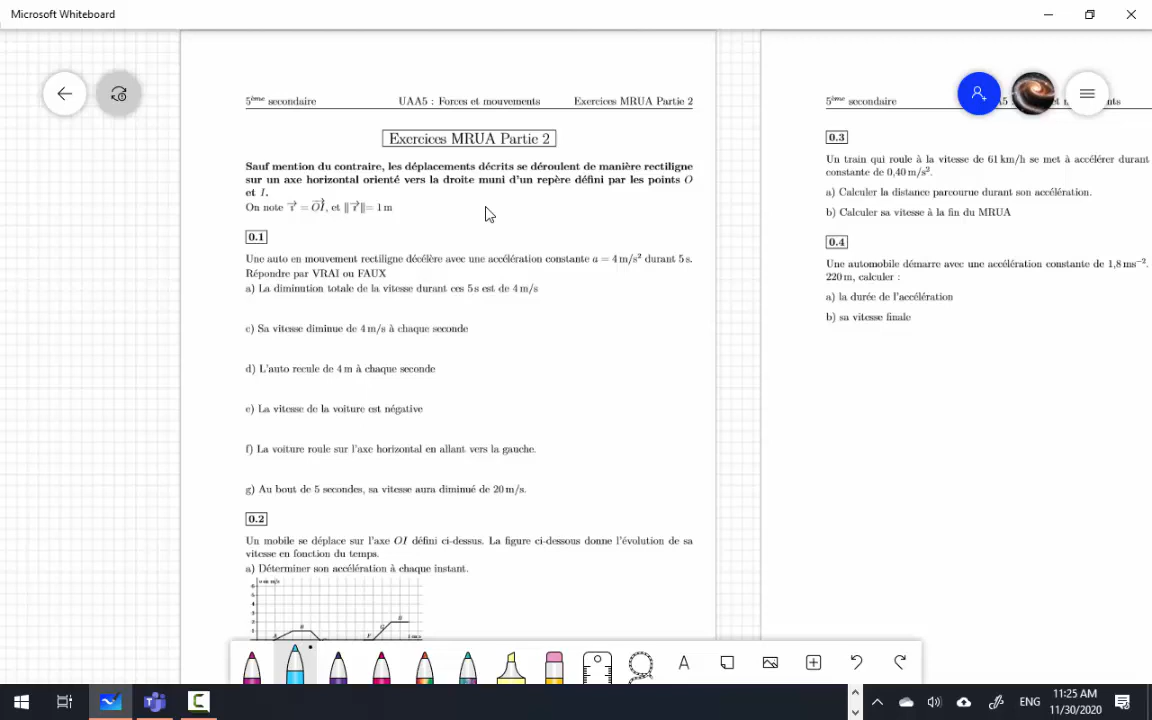 Microsoft Whiteboard
5ème secondaire UAA5 : Forces et mouvements Exercices MRUA Partie 2
Exercices MRUA Partie 2
Sauf mention du contraire, les déplacements décrits se déroulent de manière rectiligne
sur un axe horizontal orienté vers la droite muni d'un repère défini par les points O
et I.
On note ı⃗ = OI⃗, et ‖ı⃗‖= 1 m
0.1
Une auto en mouvement rectiligne décélère avec une accélération constante a = 4 m/s² durant 5 s.
Répondre par VRAI ou FAUX
a) La diminution totale de la vitesse durant ces 5 s est de 4 m/s
c) Sa vitesse diminue de 4 m/s à chaque seconde
d) L'auto recule de 4 m à chaque seconde
e) La vitesse de la voiture est négative
f) La voiture roule sur l'axe horizontal en allant vers la gauche.
g) Au bout de 5 secondes, sa vitesse aura diminué de 20 m/s.
0.2
Un mobile se déplace sur l'axe OI défini ci-dessus. La figure ci-dessous donne l'évolution de sa
vitesse en fonction du temps.
a) Déterminer son accélération à chaque instant.
5ème secondaire
0.3
Un train qui roule à la vitesse de 61 km/h se met à accélérer durant
constante de 0,40 m/s².
a) Calculer la distance parcourue durant son accélération.
b) Calculer sa vitesse à la fin du MRUA
0.4
Une automobile démarre avec une accélération constante de 1,8 ms⁻².
220 m, calculer :
a) la durée de l'accélération
b) sa vitesse finale
A
ENG
11:25 AM
11/30/2020